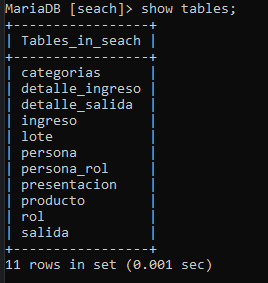 MariaDB [seach]> show tables;
+-----------------+
| Tables_in_seach |
+-----------------+
| categorias      |
| detalle_ingreso |
| detalle_salida  |
| ingreso         |
| lote            |
| persona         |
| persona_rol     |
| presentacion    |
| producto        |
| rol             |
| salida          |
+-----------------+
11 rows in set (0.001 sec)